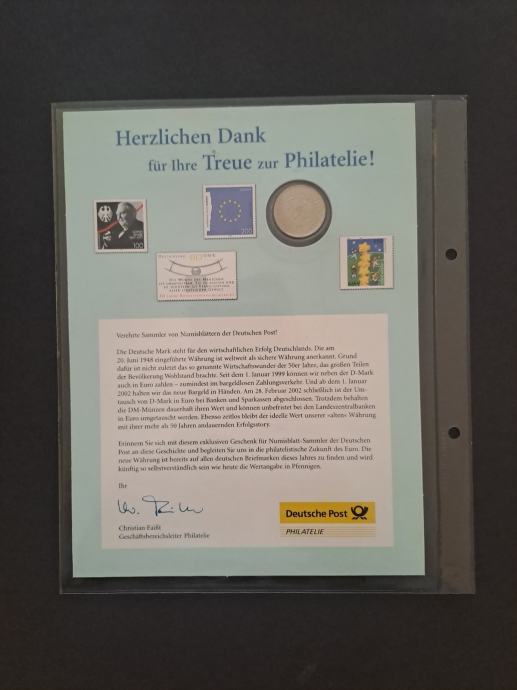 Herzlichen Dank
für Ihre Treue zur Philatelie!
100
200
Verehrte Sammler von Numisblättern der Deutschen Post!
Die Deutsche Mark steht für den wirtschaftlichen Erfolg Deutschlands. Die am
20. Juni 1948 eingeführte Währung ist weltweit als sichere Währung anerkannt. Grund
dafür ist nicht zuletzt das so genannte Wirtschaftswunder der 50er Jahre, das großen Teilen
der Bevölkerung Wohlstand brachte. Seit dem 1. Januar 1999 können wir neben der D-Mark
auch in Euro zahlen – zumindest im bargeldlosen Zahlungsverkehr. Und ab dem 1. Januar
2002 halten wir das neue Bargeld in Händen. Am 28. Februar 2002 schließlich ist der Um-
tausch von D-Mark in Euro bei Banken und Sparkassen abgeschlossen. Trotzdem behalten
die DM-Münzen dauerhaft ihren Wert und können unbefristet bei den Landeszentralbanken
in Euro umgetauscht werden. Ebenso zeitlos bleibt der ideelle Wert unserer »alten« Währung
mit ihrer mehr als 50 Jahren andauernden Erfolgsstory.
Erinnern Sie sich mit diesem exklusiven Geschenk für Numisblatt-Sammler der Deutschen
Post an diese Geschichte und begleiten Sie uns in die philatelistische Zukunft des Euro. Die
neue Währung ist bereits auf allen deutschen Briefmarken dieses Jahres zu finden und wird
künftig so selbstverständlich sein wie heute die Wertangabe in Pfennigen.
Ihr
Christian Faißt
Geschäftsbereichsleiter Philatelie
Deutsche Post
PHILATELIE